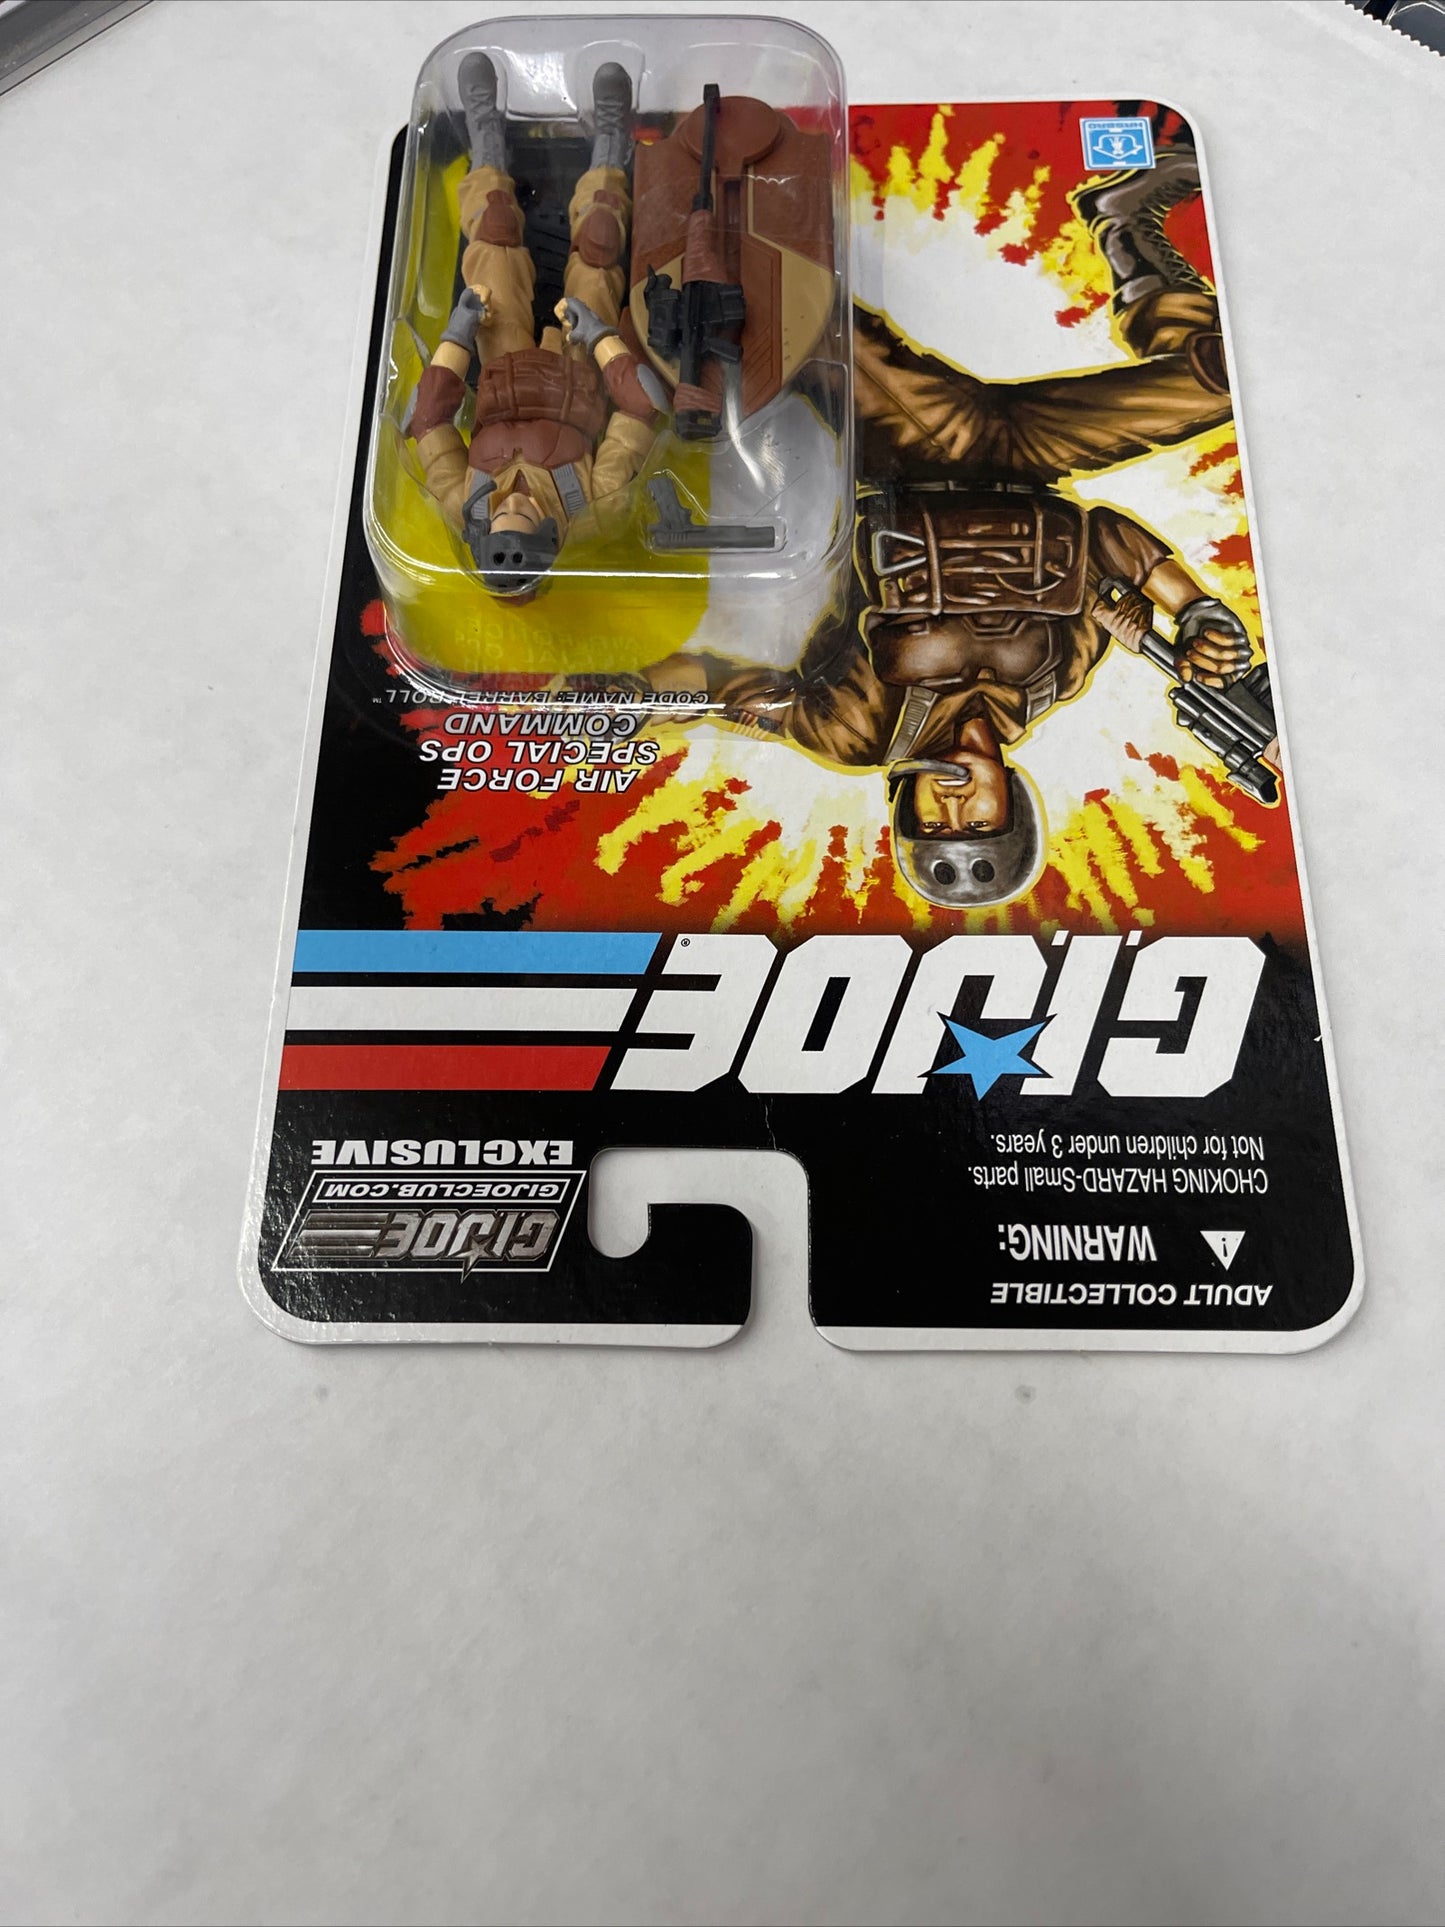 ADULT COLLECTIBLE
WARNING:
CHOKING HAZARD-Small parts.
Not for children under 3 years.
G.I. JOE
GIJOECLUB.COM
EXCLUSIVE
G.I. JOE®
AIR FORCE
SPECIAL OPS
COMMAND
CODE NAME: BARREL ROLL™
HASBRO